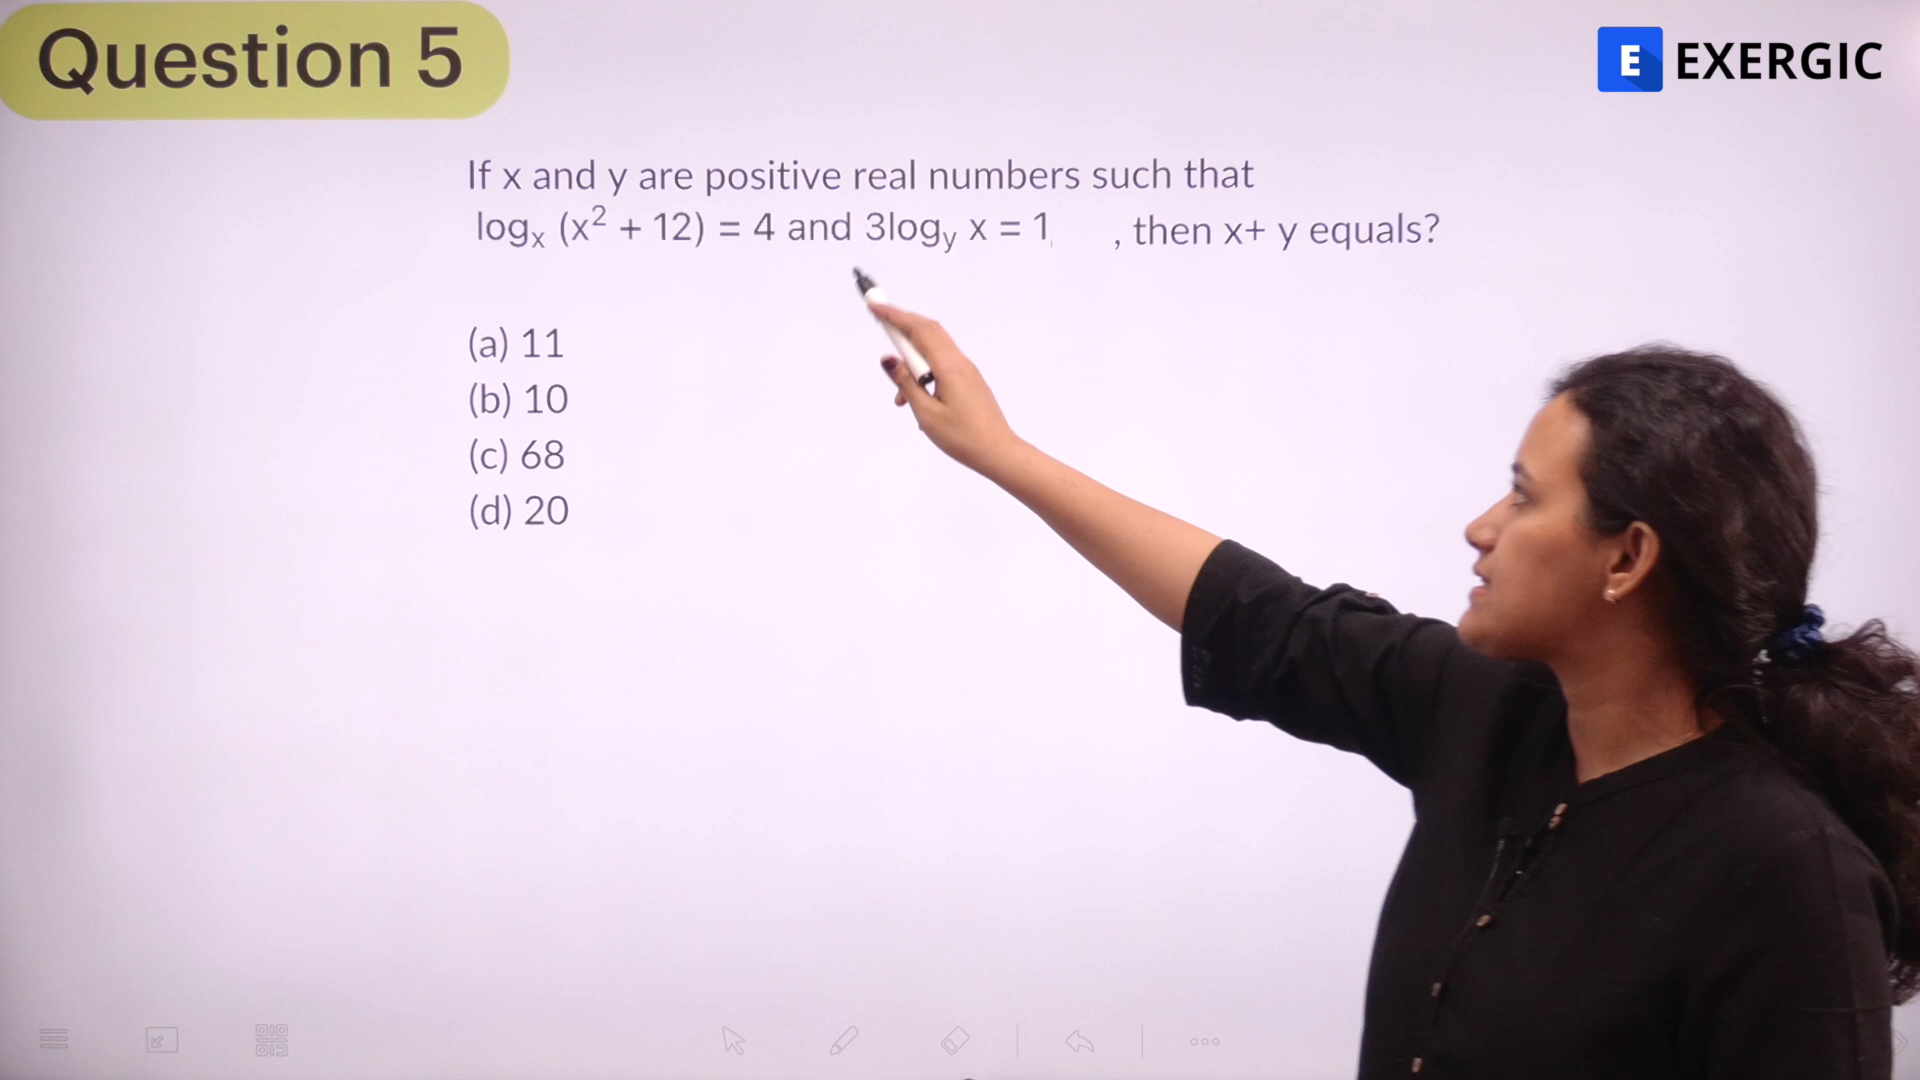 Question 5
E EXERGIC
If x and y are positive real numbers such that
logₓ (x² + 12) = 4 and 3logᵧ x = 1 , then x+ y equals?
(a) 11
(b) 10
(c) 68
(d) 20